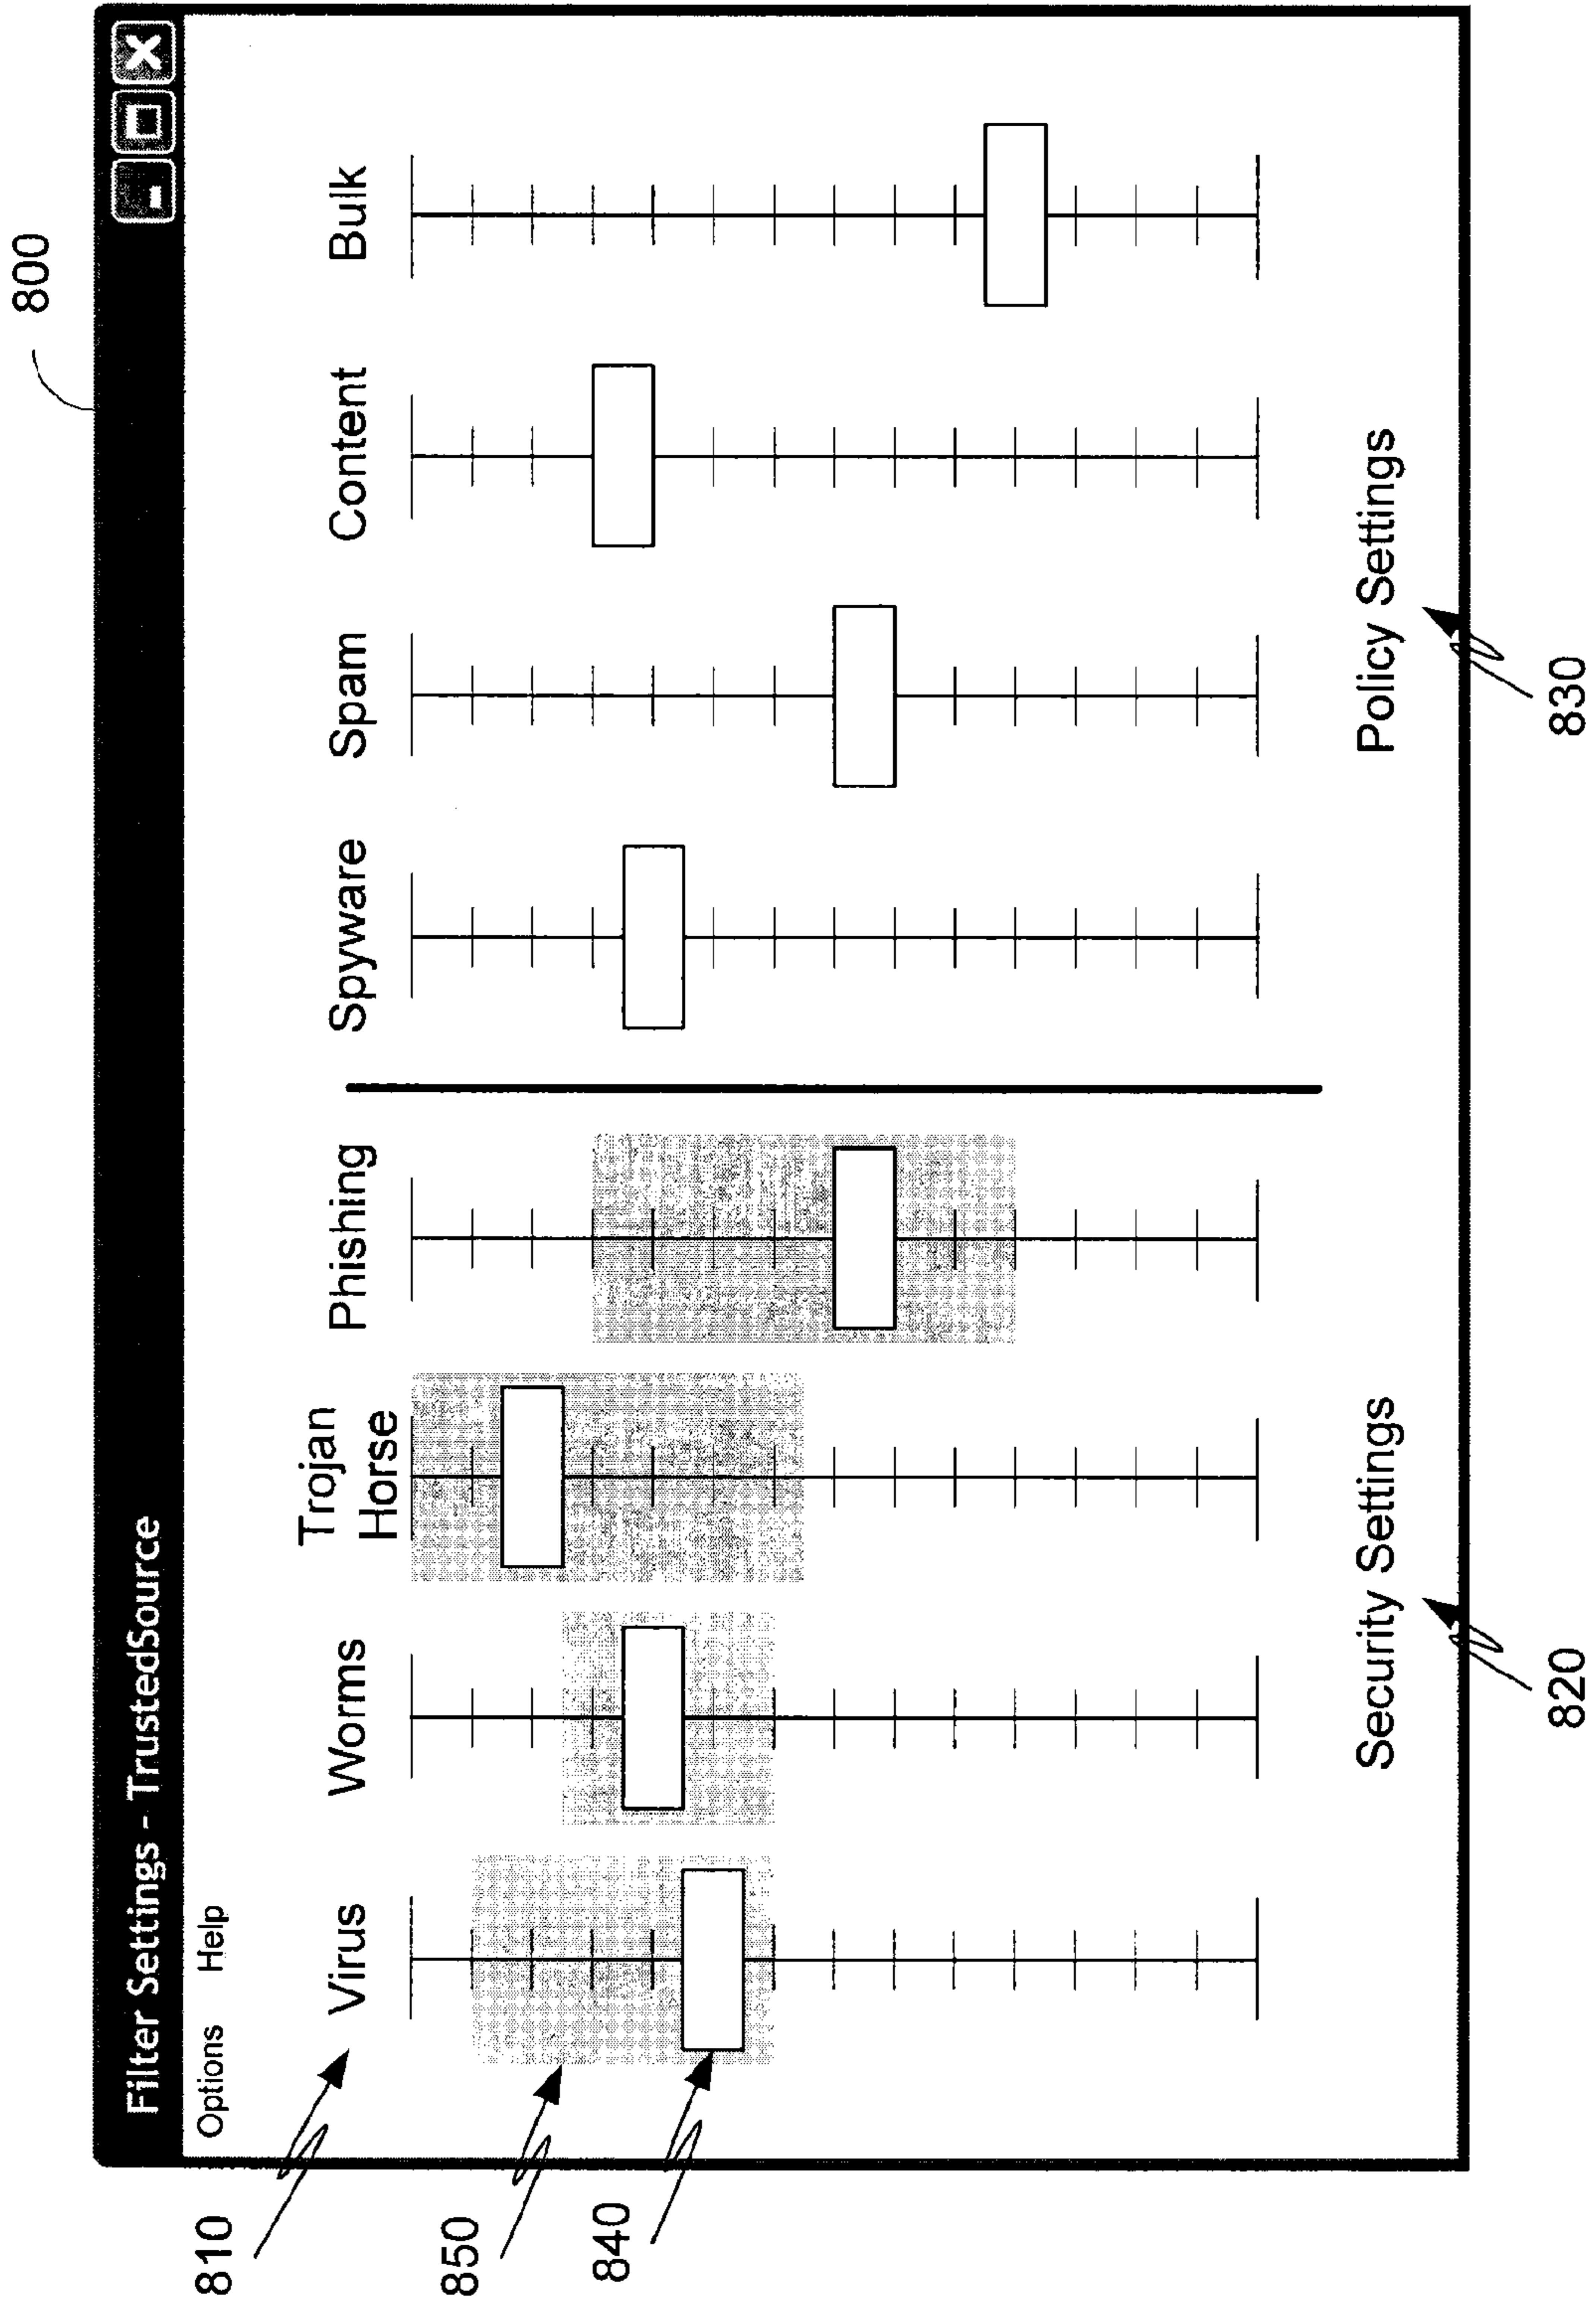 800
Filter Settings - TrustedSource
Options Help
810
Virus
Worms
Trojan
Horse
Phishing
Spyware
Spam
Content
Bulk
850
840
Security Settings
Policy Settings
820
830